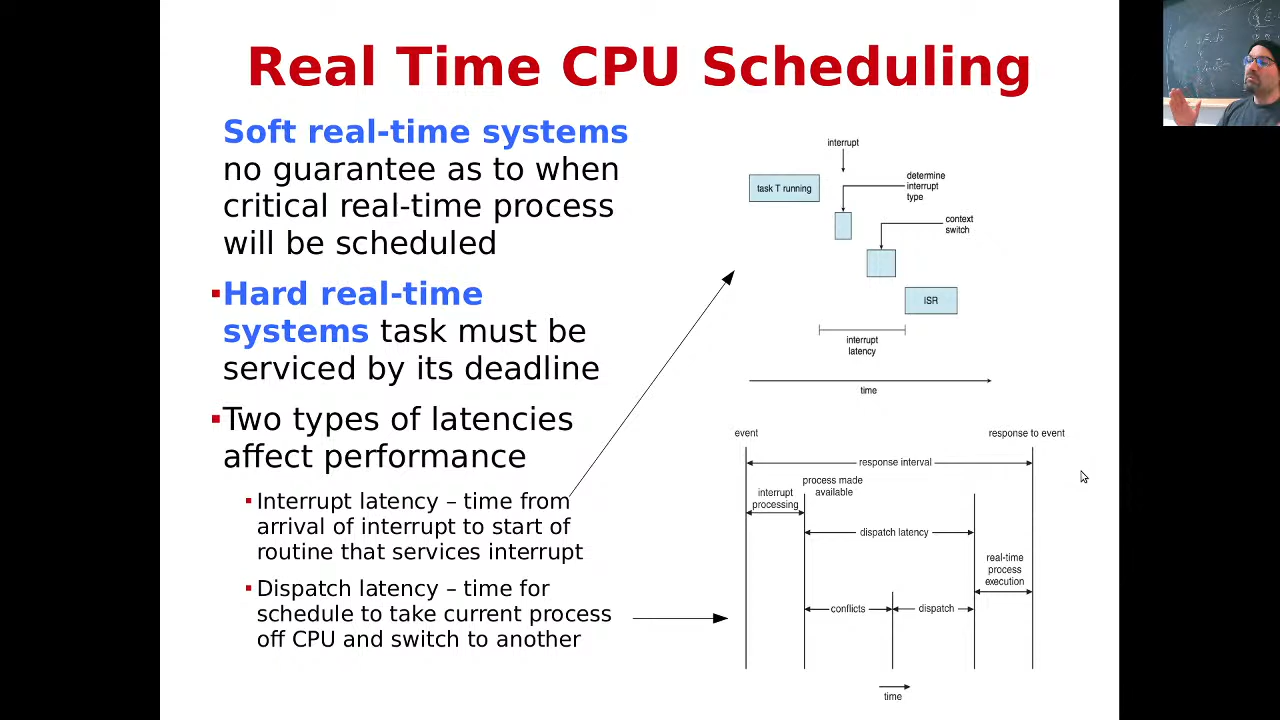 Real Time CPU Scheduling
Soft real-time systems
no guarantee as to when
critical real-time process
will be scheduled
▪Hard real-time
systems task must be
serviced by its deadline
▪Two types of latencies
affect performance
▪Interrupt latency – time from
arrival of interrupt to start of
routine that services interrupt
▪Dispatch latency – time for
schedule to take current process
off CPU and switch to another
interrupt
task T running
determine
interrupt
type
context
switch
ISR
interrupt
latency
time
event
response to event
response interval
process made
available
interrupt
processing
dispatch latency
real-time
process
execution
conflicts
dispatch
time